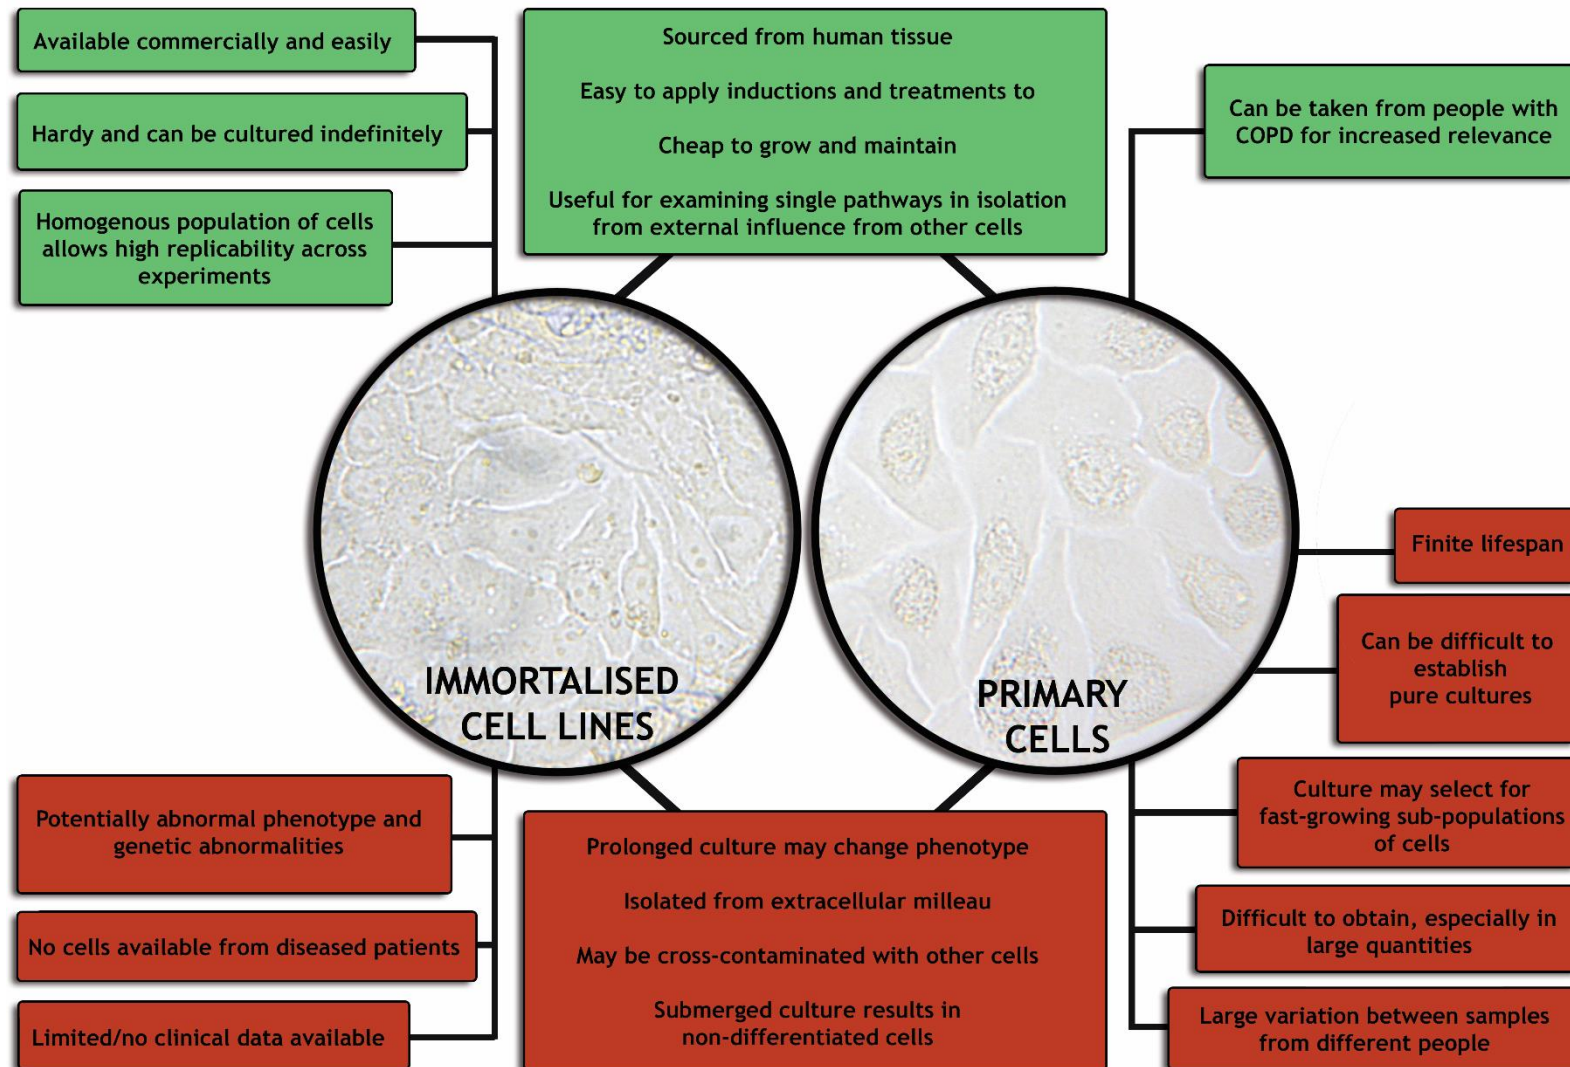 Available commercially and easily
Hardy and can be cultured indefinitely
Homogenous population of cells
allows high replicability across
experiments
Sourced from human tissue
Easy to apply inductions and treatments to
Cheap to grow and maintain
Useful for examining single pathways in isolation
from external influence from other cells
Can be taken from people with
COPD for increased relevance
IMMORTALISED
CELL LINES
PRIMARY
CELLS
Finite lifespan
Can be difficult to
establish
pure cultures
Culture may select for
fast-growing sub-populations
of cells
Difficult to obtain, especially in
large quantities
Large variation between samples
from different people
Potentially abnormal phenotype and
genetic abnormalities
No cells available from diseased patients
Limited/no clinical data available
Prolonged culture may change phenotype
Isolated from extracellular milleau
May be cross-contaminated with other cells
Submerged culture results in
non-differentiated cells